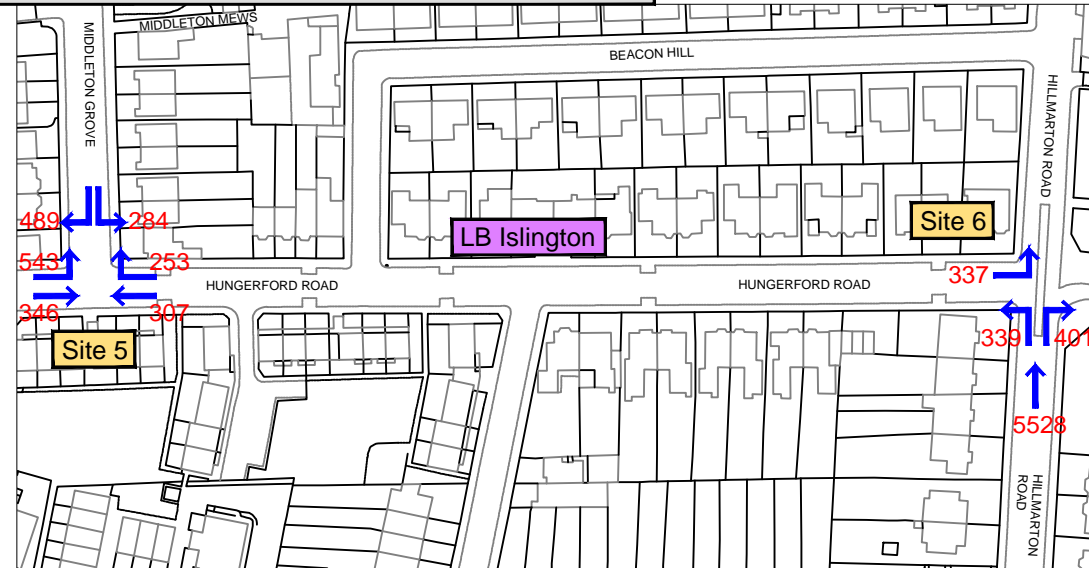 MIDDLETON MEWS
MIDDLETON GROVE
BEACON HILL
HILLMARTON ROAD
489
284
LB Islington
Site 6
543
253
337
HUNGERFORD ROAD
HUNGERFORD ROAD
346
307
Site 5
339
401
5528
HILLMARTON
ROAD